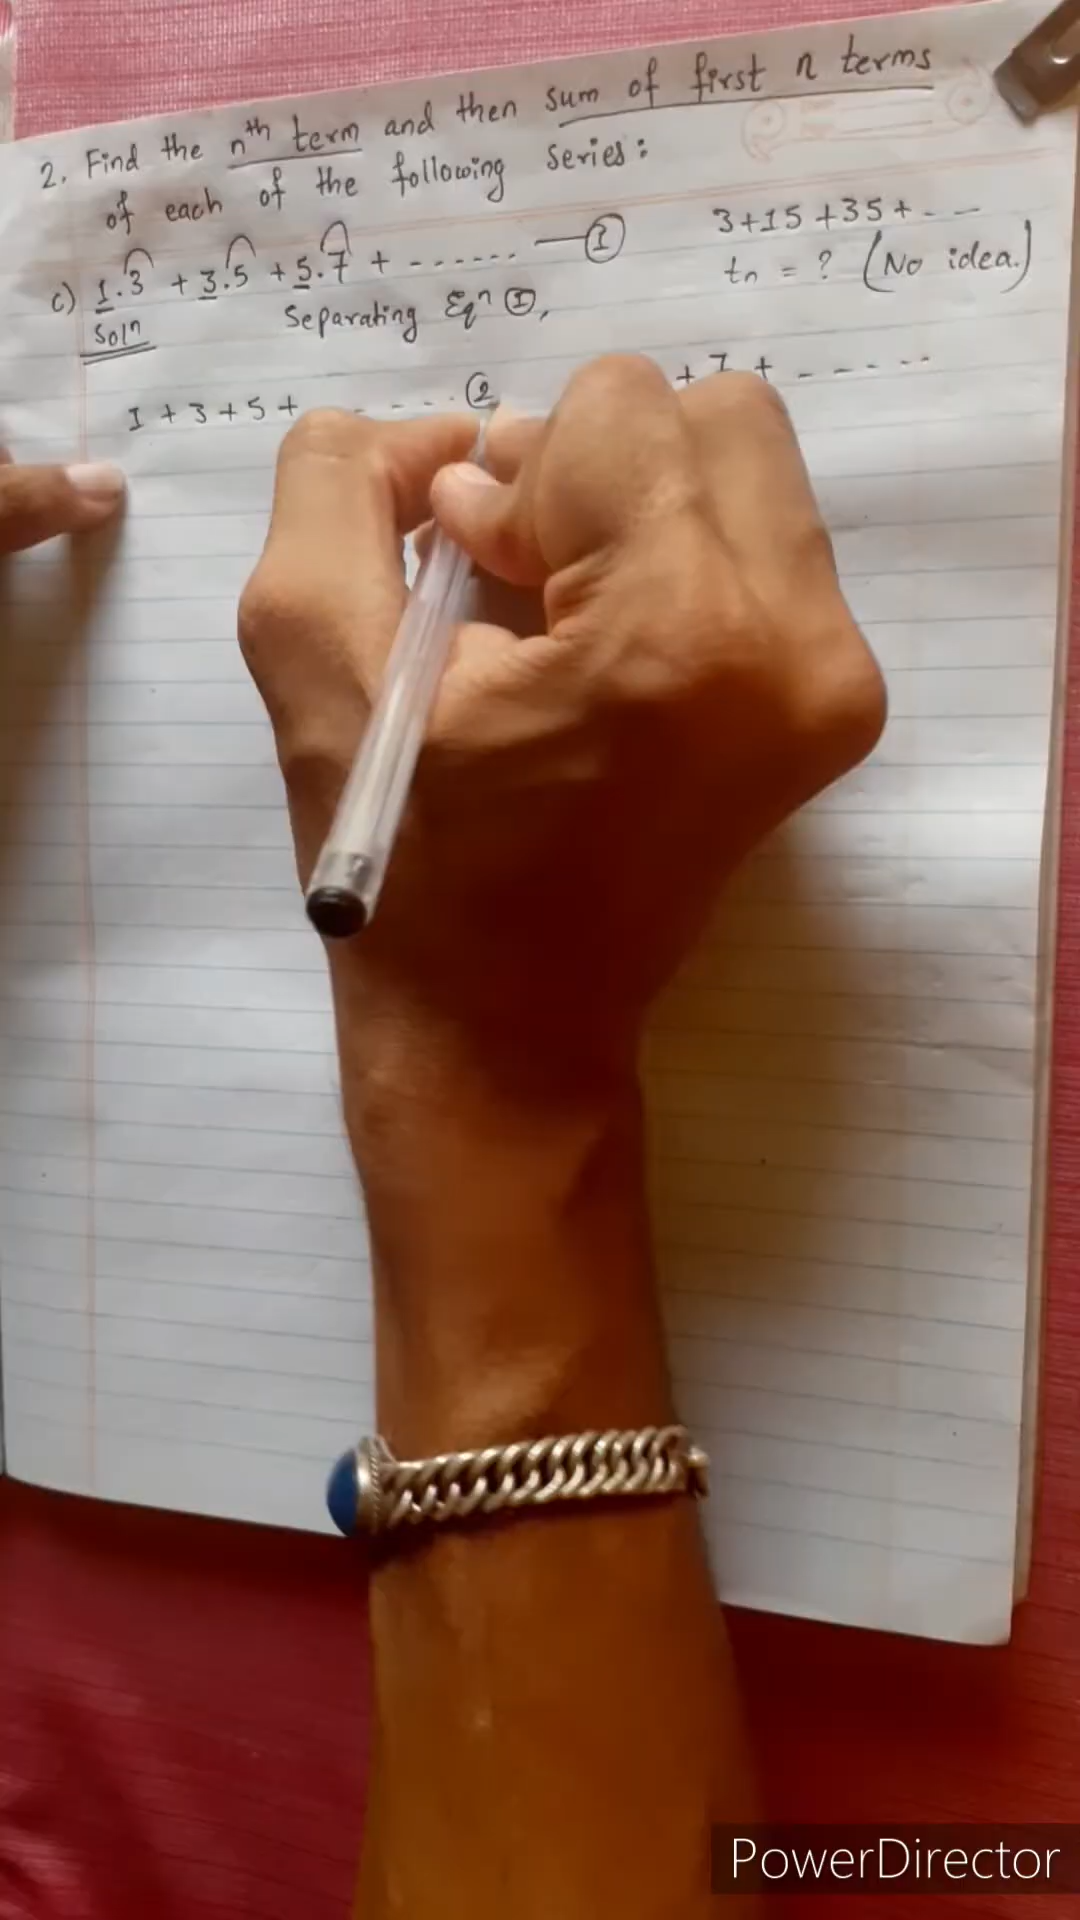 2. Find the nth term and then sum of first n terms
of each of the following series:
c) 1.3 + 3.5 + 5.7 + ....... —①
3+15+35+---
tn = ? (No idea.)
Soln
Separating Eqn ①,
1 + 3 + 5 + - - - - . ②
+ 7 + - - - - --
PowerDirector